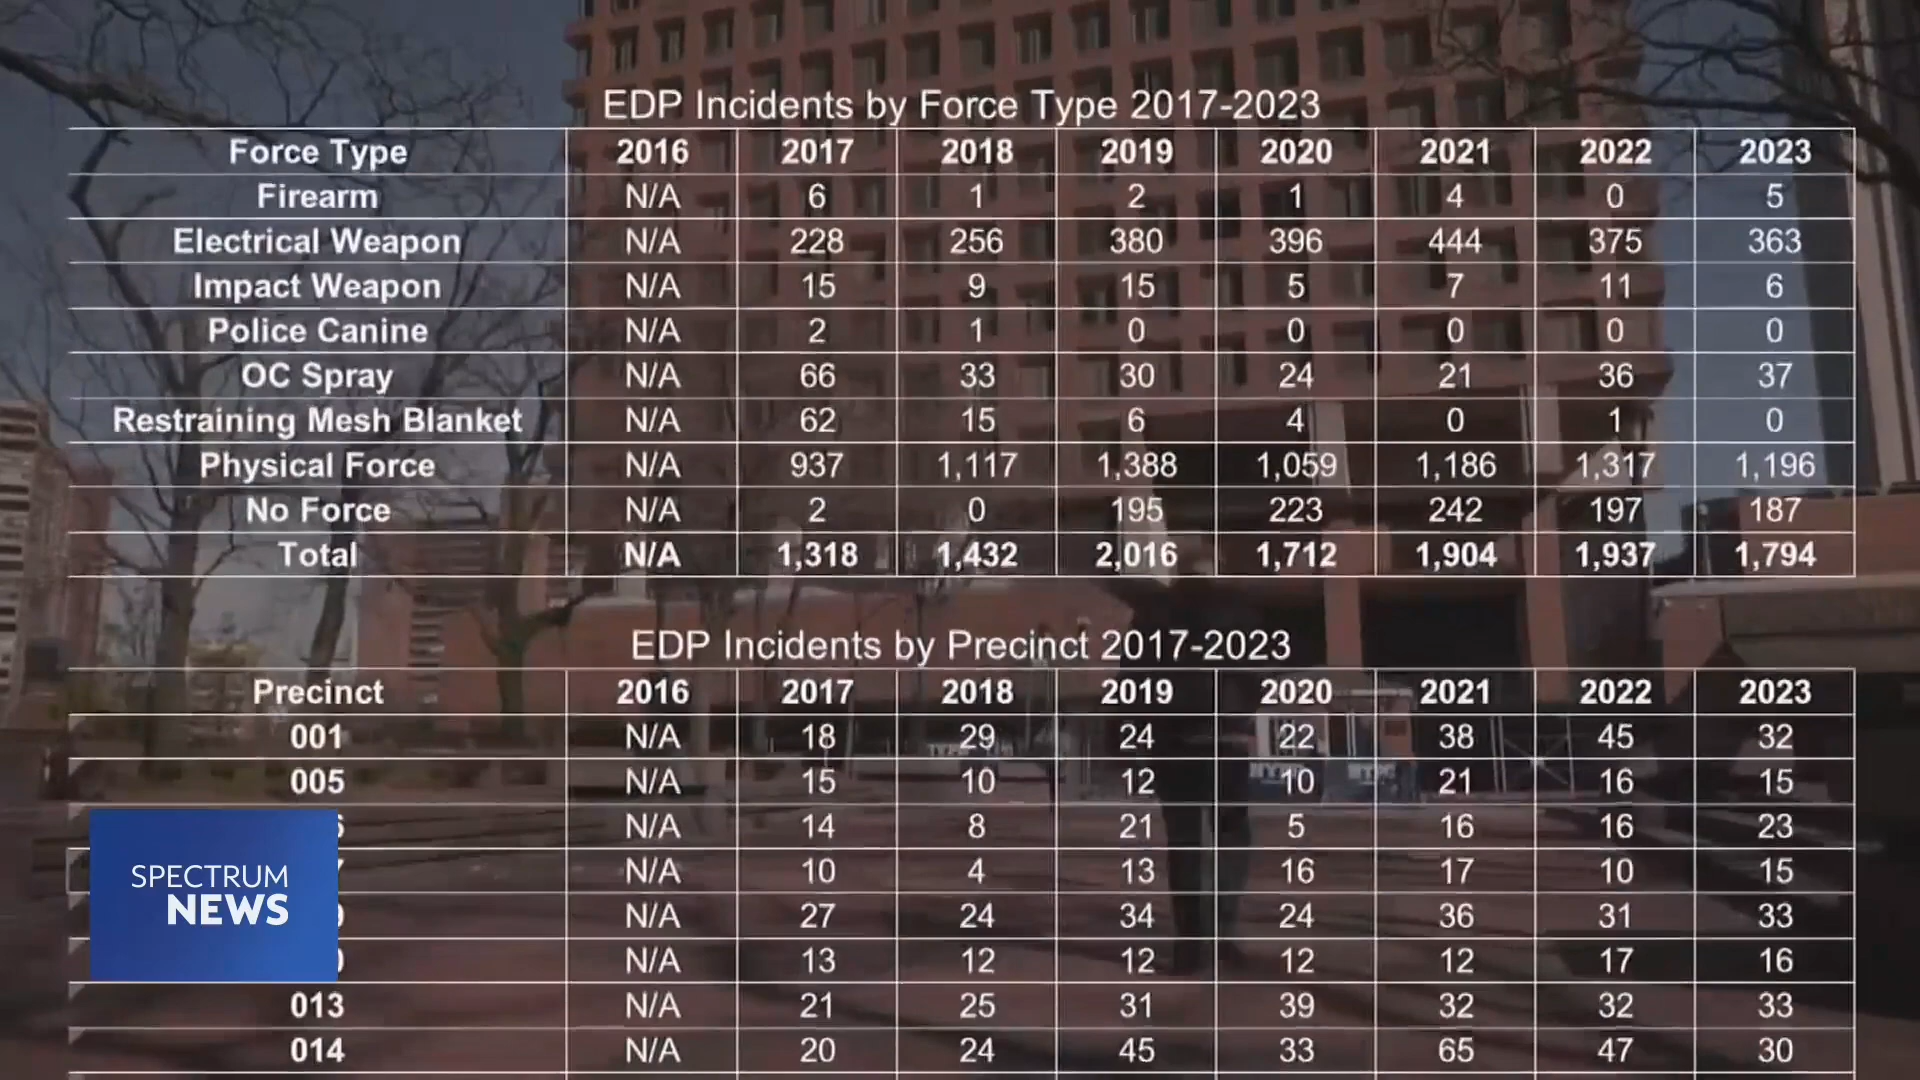 EDP Incidents by Force Type 2017-2023
Force Type 2016 2017 2018 2019 2020 2021 2022 2023
Firearm N/A 6 1 2 1 4 0 5
Electrical Weapon N/A 228 256 380 396 444 375 363
Impact Weapon N/A 15 9 15 5 7 11 6
Police Canine N/A 2 1 0 0 0 0 0
OC Spray N/A 66 33 30 24 21 36 37
Restraining Mesh Blanket N/A 62 15 6 4 0 1 0
Physical Force N/A 937 1,117 1,388 1,059 1,186 1,317 1,196
No Force N/A 2 0 195 223 242 197 187
Total N/A 1,318 1,432 2,016 1,712 1,904 1,937 1,794
EDP Incidents by Precinct 2017-2023
Precinct 2016 2017 2018 2019 2020 2021 2022 2023
001 N/A 18 29 24 22 38 45 32
005 N/A 15 10 12 10 21 16 15
N/A 14 8 21 5 16 16 23
N/A 10 4 13 16 17 10 15
N/A 27 24 34 24 36 31 33
N/A 13 12 12 12 12 17 16
013 N/A 21 25 31 39 32 32 33
014 N/A 20 24 45 33 65 47 30
SPECTRUM
NEWS